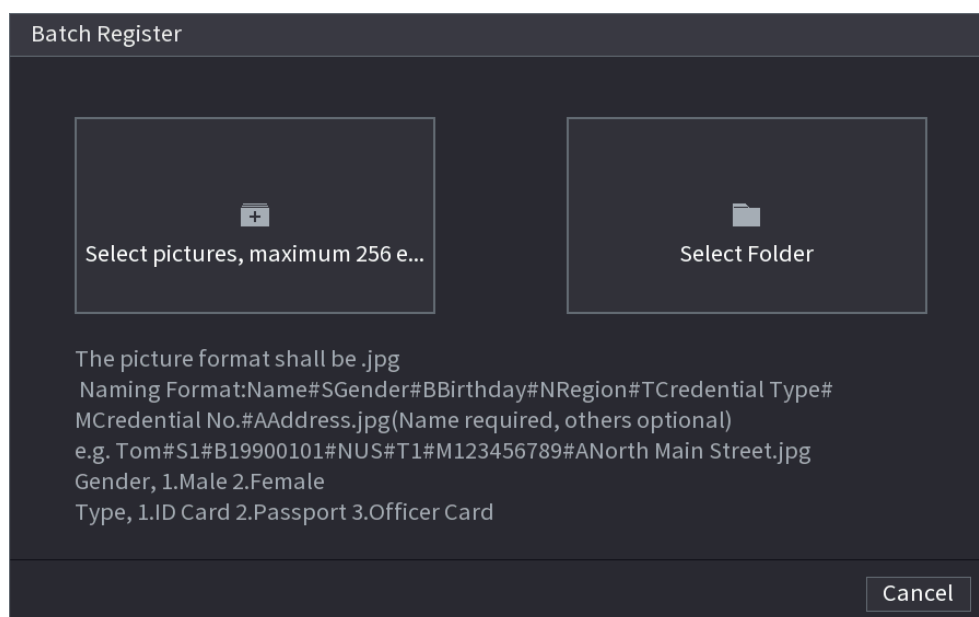 Batch Register
Select pictures, maximum 256 e...
Select Folder
The picture format shall be .jpg
Naming Format:Name#SGender#BBirthday#NRegion#TCredential Type#
MCredential No.#AAddress.jpg(Name required, others optional)
e.g. Tom#S1#B19900101#NUS#T1#M123456789#ANorth Main Street.jpg
Gender, 1.Male 2.Female
Type, 1.ID Card 2.Passport 3.Officer Card
Cancel